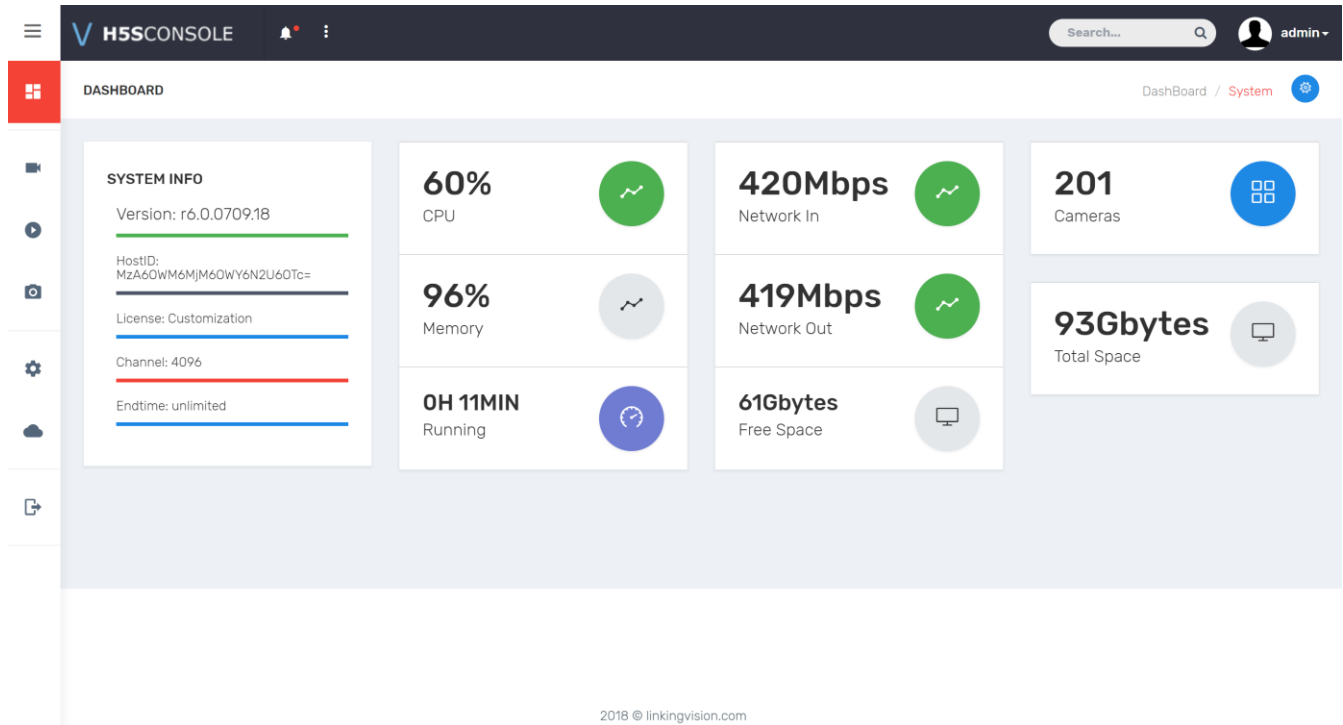 H5SCONSOLE
Search...
admin
DASHBOARD
DashBoard / System
SYSTEM INFO
Version: r6.0.0709.18
HostID:
MzA6OWM6MjM6OWY6N2U6OTc=
License: Customization
Channel: 4096
Endtime: unlimited
60%
CPU
96%
Memory
0H 11MIN
Running
420Mbps
Network In
419Mbps
Network Out
61Gbytes
Free Space
201
Cameras
93Gbytes
Total Space
2018 © linkingvision.com